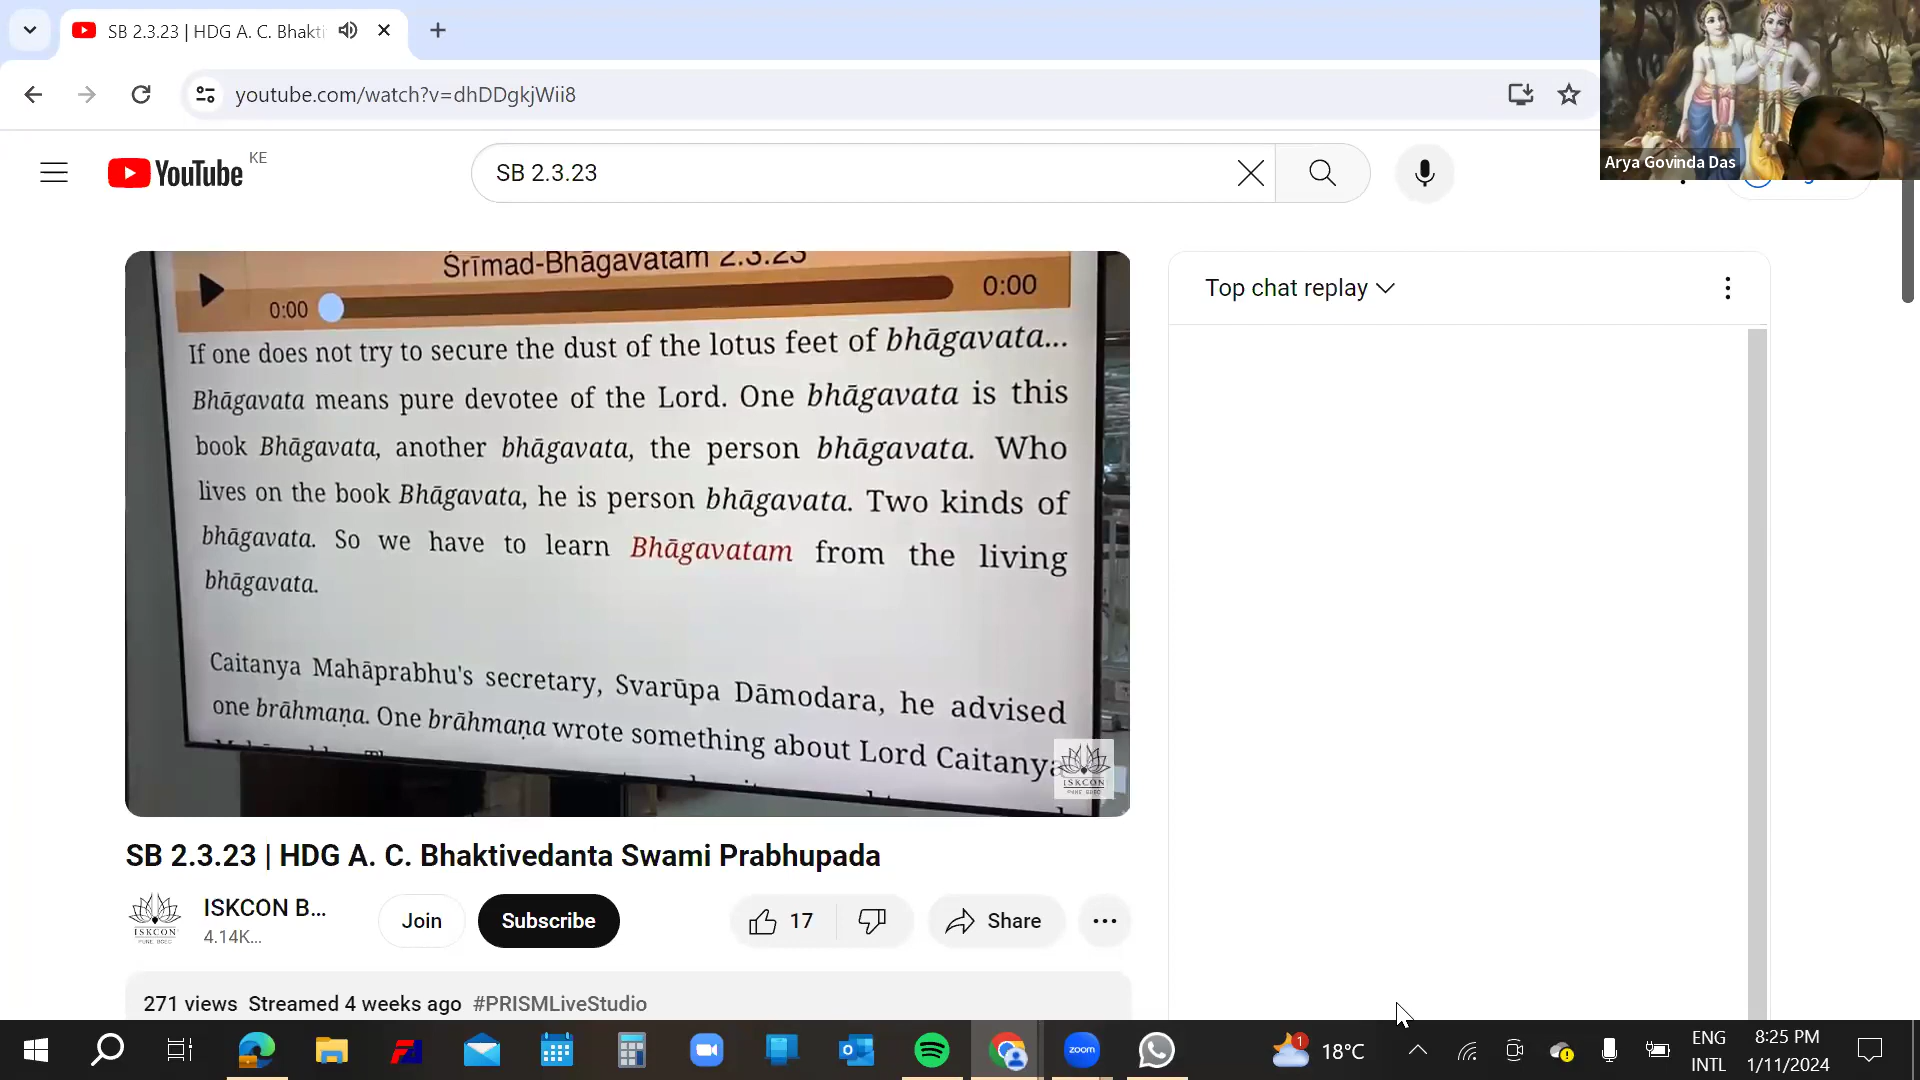 SB 2.3.23 | HDG A. C. Bhakti
youtube.com/watch?v=dhDDgkjWii8
Arya Govinda Das
YouTube KE
SB 2.3.23
Śrīmad-Bhāgavatam 2.3.23
0:00
0:00
If one does not try to secure the dust of the lotus feet of bhāgavata...
Bhāgavata means pure devotee of the Lord. One bhāgavata is this
book Bhāgavata, another bhāgavata, the person bhāgavata. Who
lives on the book Bhāgavata, he is person bhāgavata. Two kinds of
bhāgavata. So we have to learn Bhāgavatam from the living
bhāgavata.
Caitanya Mahāprabhu's secretary, Svarūpa Dāmodara, he advised
one brāhmaṇa. One brāhmaṇa wrote something about Lord Caitanya
ISKCON
Top chat replay
SB 2.3.23 | HDG A. C. Bhaktivedanta Swami Prabhupada
ISKCON B...
4.14K...
ISKCON
Join
Subscribe
17
Share
271 views Streamed 4 weeks ago #PRISMLiveStudio
zoom
1
18°C
ENG
INTL
8:25 PM
1/11/2024